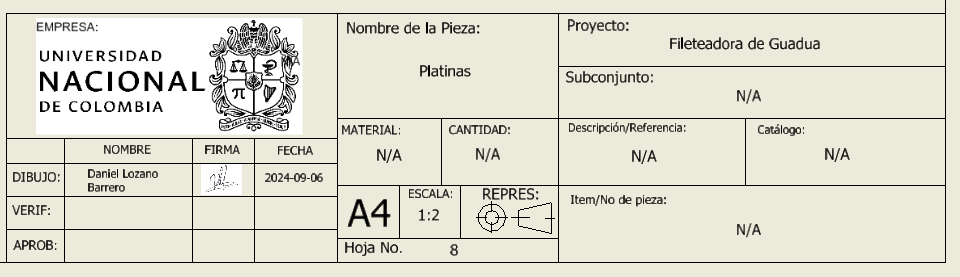 EMPRESA:
UNIVERSIDAD
NACIONAL
DE COLOMBIA
π
NOMBRE FIRMA FECHA
DIBUJO: Daniel Lozano
Barrero 2024-09-06
VERIF:
APROB:
Nombre de la Pieza:
Platinas
MATERIAL: CANTIDAD:
N/A N/A
A4 ESCALA: REPRES:
1:2
Hoja No. 8
Proyecto:
Fileteadora de Guadua
Subconjunto:
N/A
Descripción/Referencia: Catálogo:
N/A N/A
Item/No de pieza:
N/A